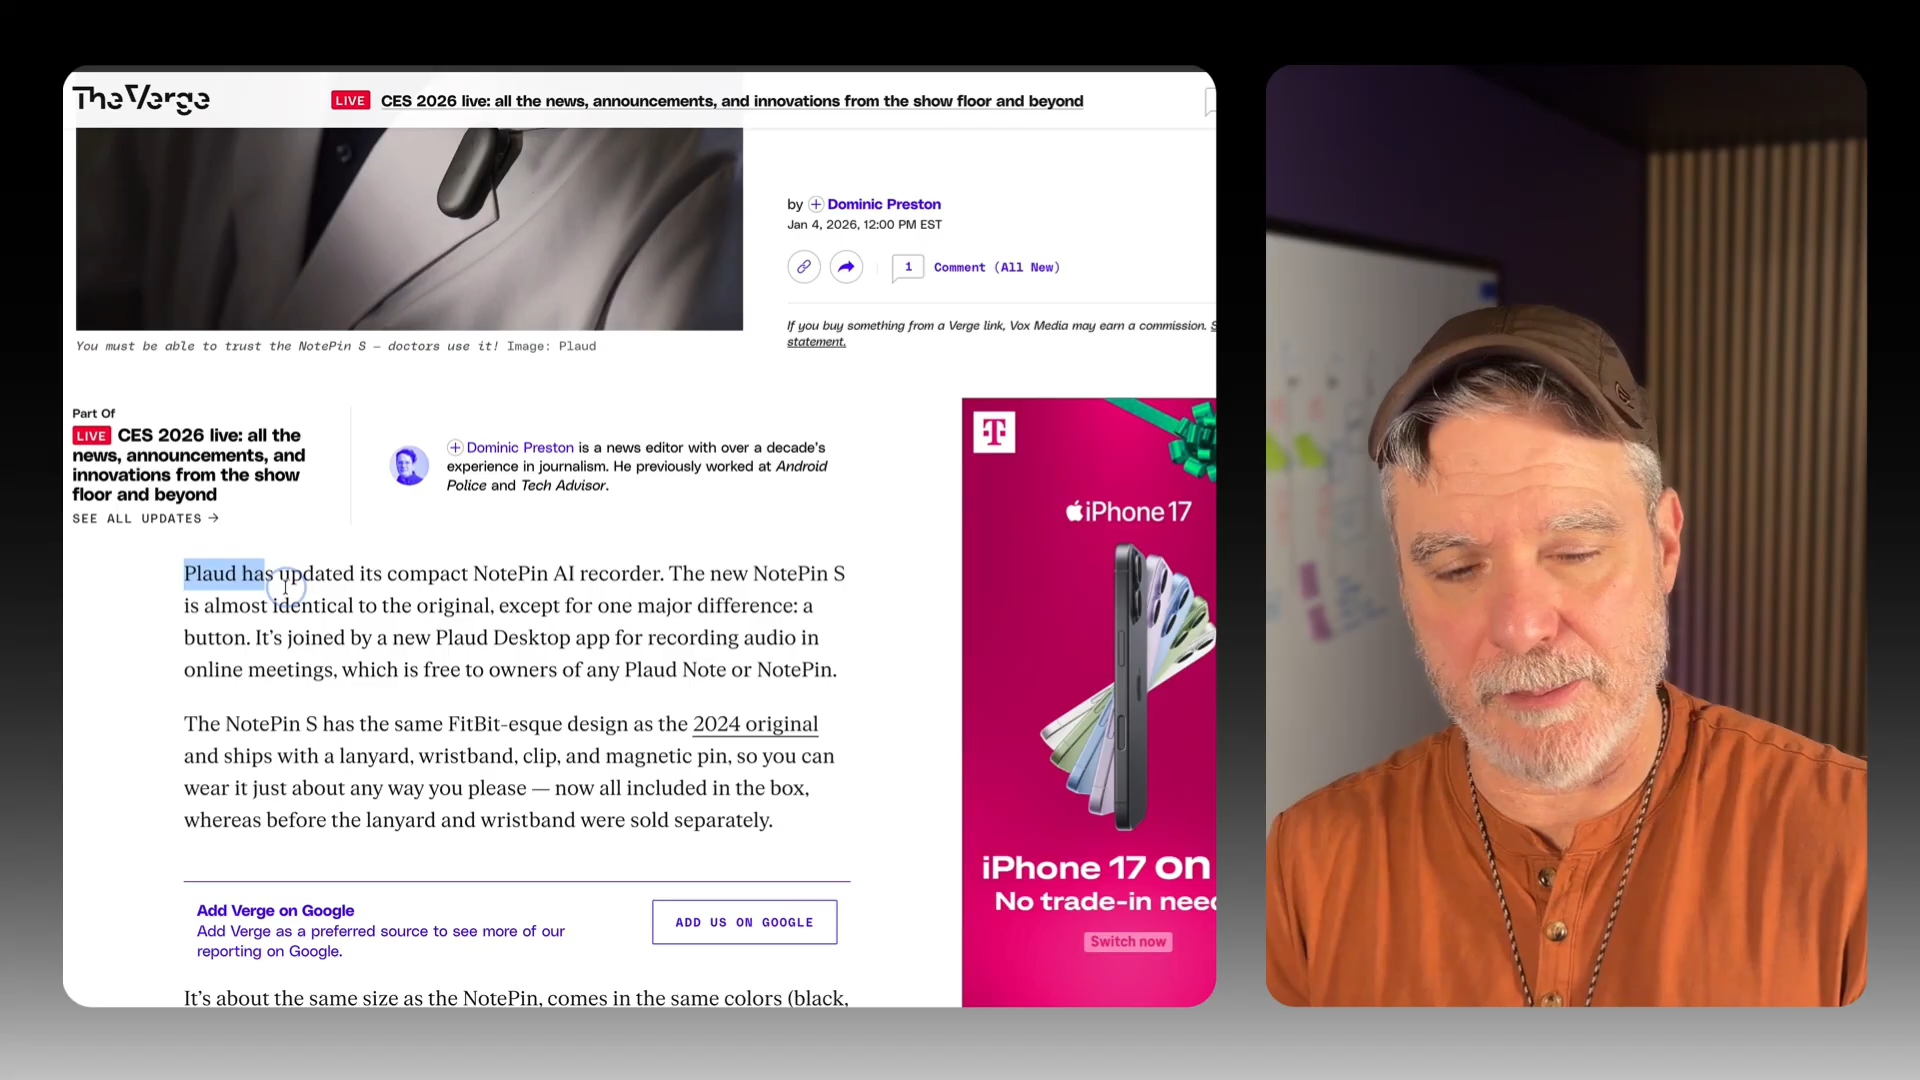 The Verge
LIVE CES 2026 live: all the news, announcements, and innovations from the show floor and beyond
by Dominic Preston
Jan 4, 2026, 12:00 PM EST
1 Comment (All New)
If you buy something from a Verge link, Vox Media may earn a commission. S
statement.
You must be able to trust the NotePin S — doctors use it! Image: Plaud
Part Of
LIVE CES 2026 live: all the
news, announcements, and
innovations from the show
floor and beyond
SEE ALL UPDATES →
Dominic Preston is a news editor with over a decade's
experience in journalism. He previously worked at Android
Police and Tech Advisor.
Plaud has updated its compact NotePin AI recorder. The new NotePin S
is almost identical to the original, except for one major difference: a
button. It's joined by a new Plaud Desktop app for recording audio in
online meetings, which is free to owners of any Plaud Note or NotePin.
The NotePin S has the same FitBit-esque design as the 2024 original
and ships with a lanyard, wristband, clip, and magnetic pin, so you can
wear it just about any way you please — now all included in the box,
whereas before the lanyard and wristband were sold separately.
Add Verge on Google
Add Verge as a preferred source to see more of our
reporting on Google.
ADD US ON GOOGLE
It's about the same size as the NotePin, comes in the same colors (black,
T
iPhone 17
iPhone 17 on
No trade-in need
Switch now